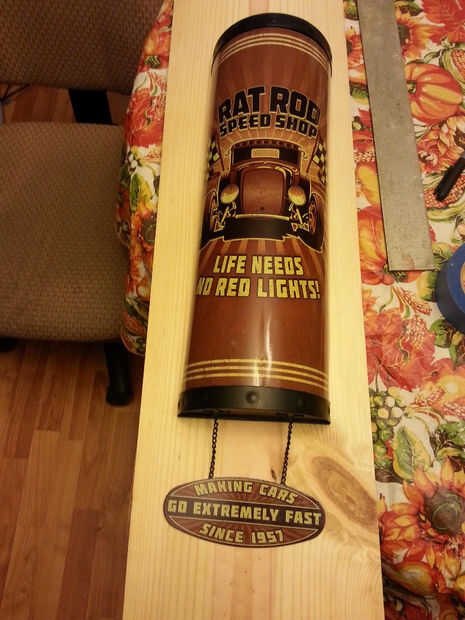 RAT ROD
SPEED SHOP
LIFE NEEDS
NO RED LIGHTS!
MAKING CARS
GO EXTREMELY FAST
SINCE 1957